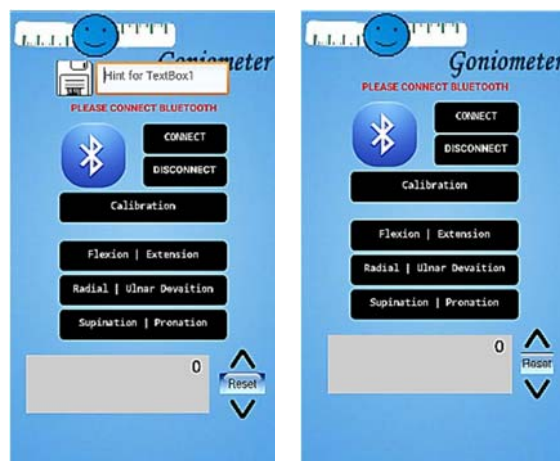 Goniometer
Hint for TextBox1
PLEASE CONNECT BLUETOOTH
CONNECT
DISCONNECT
Calibration
Flexion | Extension
Radial | Ulnar Devaition
Supination | Pronation
0
Reset
Goniometer
PLEASE CONNECT BLUETOOTH
CONNECT
DISCONNECT
Calibration
Flexion | Extension
Radial | Ulnar Devaition
Supination | Pronation
0
Reset